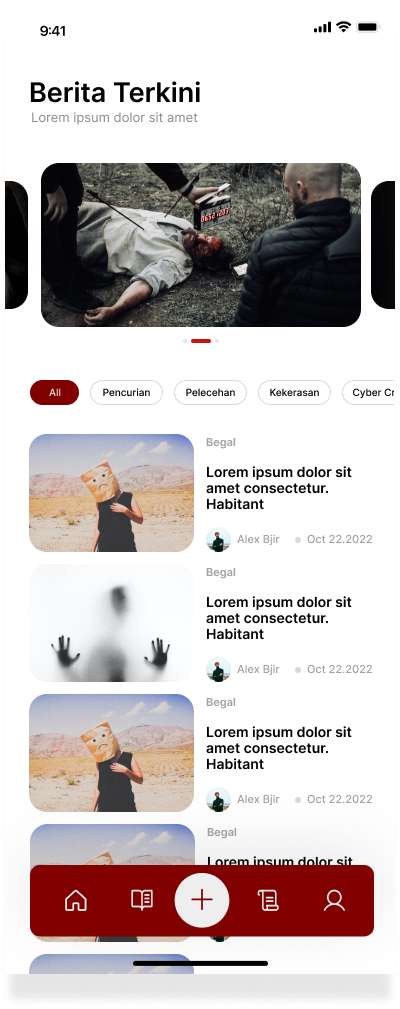 9:41
Berita Terkini
Lorem ipsum dolor sit amet
All
Pencurian
Pelecehan
Kekerasan
Cyber Cr
Begal
Lorem ipsum dolor sit
amet consectetur.
Habitant
Alex Bjir
Oct 22.2022
Begal
Lorem ipsum dolor sit
amet consectetur.
Habitant
Alex Bjir
Oct 22.2022
Begal
Lorem ipsum dolor sit
amet consectetur.
Habitant
Alex Bjir
Oct 22.2022
Begal
Lorem ipsum dolor sit